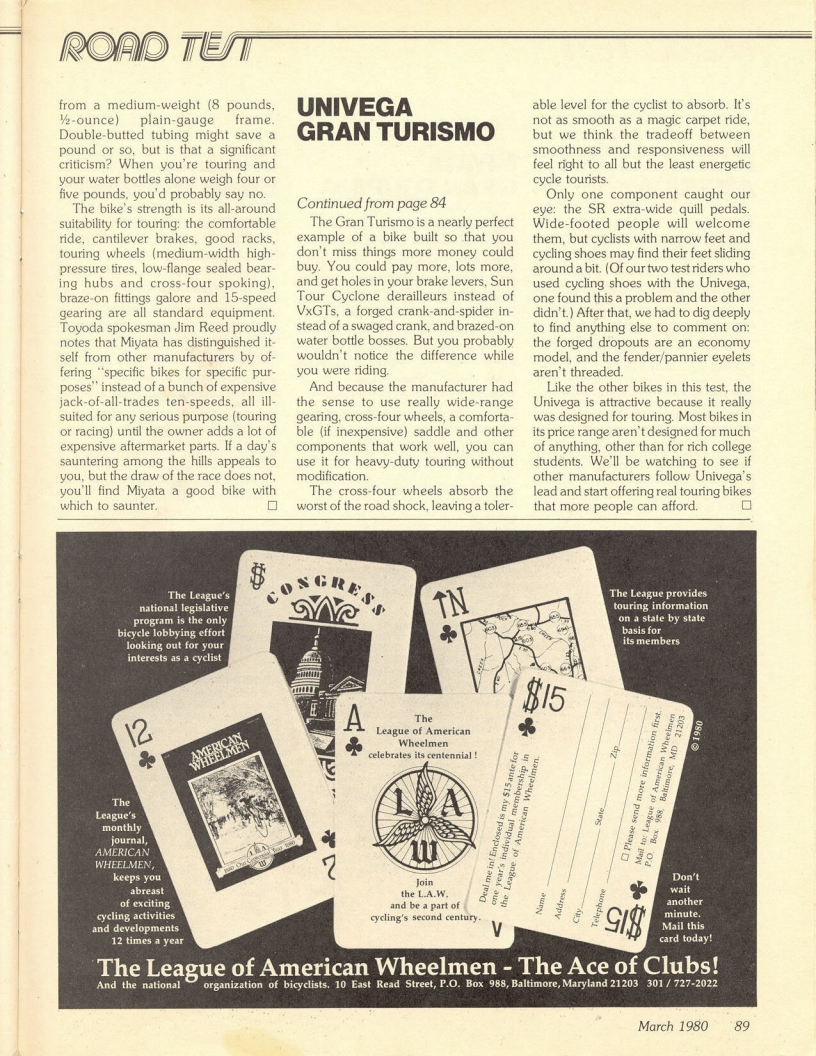 ROAD TEST
from a medium-weight (8 pounds,
½-ounce) plain-gauge frame.
Double-butted tubing might save a
pound or so, but is that a significant
criticism? When you're touring and
your water bottles alone weigh four or
five pounds, you'd probably say no.
The bike's strength is its all-around
suitability for touring: the comfortable
ride, cantilever brakes, good racks,
touring wheels (medium-width high-
pressure tires, low-flange sealed bear-
ing hubs and cross-four spoking),
braze-on fittings galore and 15-speed
gearing are all standard equipment.
Toyoda spokesman Jim Reed proudly
notes that Miyata has distinguished it-
self from other manufacturers by of-
fering "specific bikes for specific pur-
poses" instead of a bunch of expensive
jack-of-all-trades ten-speeds, all ill-
suited for any serious purpose (touring
or racing) until the owner adds a lot of
expensive aftermarket parts. If a day's
sauntering among the hills appeals to
you, but the draw of the race does not,
you'll find Miyata a good bike with
which to saunter. □
UNIVEGA
GRAN TURISMO
Continued from page 84
The Gran Turismo is a nearly perfect
example of a bike built so that you
don't miss things more money could
buy. You could pay more, lots more,
and get holes in your brake levers, Sun
Tour Cyclone derailleurs instead of
VxGTs, a forged crank-and-spider in-
stead of a swaged crank, and brazed-on
water bottle bosses. But you probably
wouldn't notice the difference while
you were riding.
And because the manufacturer had
the sense to use really wide-range
gearing, cross-four wheels, a comforta-
ble (if inexpensive) saddle and other
components that work well, you can
use it for heavy-duty touring without
modification.
The cross-four wheels absorb the
worst of the road shock, leaving a toler-
able level for the cyclist to absorb. It's
not as smooth as a magic carpet ride,
but we think the tradeoff between
smoothness and responsiveness will
feel right to all but the least energetic
cycle tourists.
Only one component caught our
eye: the SR extra-wide quill pedals.
Wide-footed people will welcome
them, but cyclists with narrow feet and
cycling shoes may find their feet sliding
around a bit. (Of our two test riders who
used cycling shoes with the Univega,
one found this a problem and the other
didn't.) After that, we had to dig deeply
to find anything else to comment on:
the forged dropouts are an economy
model, and the fender/pannier eyelets
aren't threaded.
Like the other bikes in this test, the
Univega is attractive because it really
was designed for touring. Most bikes in
its price range aren't designed for much
of anything, other than for rich college
students. We'll be watching to see if
other manufacturers follow Univega's
lead and start offering real touring bikes
that more people can afford. □
The League's
national legislative
program is the only
bicycle lobbying effort
looking out for your
interests as a cyclist
$
CONGRESS
N
The League provides
touring information
on a state by state
basis for
its members
12
AMERICAN
WHEELMEN
The
League's
monthly
journal,
AMERICAN
WHEELMEN,
keeps you
abreast
of exciting
cycling activities
and developments
12 times a year
A
The
League of American
Wheelmen
celebrates its centennial!
L A
W
Join
the L.A.W.
and be a part of
cycling's second century.
$15
Deal me in! Enclosed is my $15 ante for
one year's individual membership in
the League of American Wheelmen.
Name
Address
City State Zip
Telephone
□ Please send more information first.
Mail to: League of American Wheelmen
P.O. Box 988, Baltimore, MD 21203
$15
© 1980
Don't
wait
another
minute.
Mail this
card today!
The League of American Wheelmen - The Ace of Clubs!
And the national organization of bicyclists. 10 East Read Street, P.O. Box 988, Baltimore, Maryland 21203 301 / 727-2022
March 1980 89